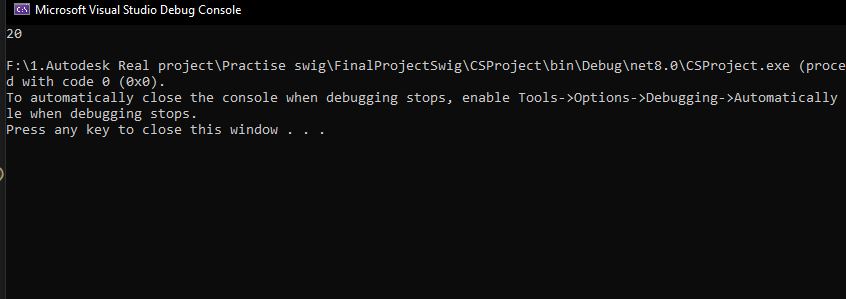 Microsoft Visual Studio Debug Console
20
F:\1.Autodesk Real project\Practise swig\FinalProjectSwig\CSProject\bin\Debug\net8.0\CSProject.exe (proce
d with code 0 (0x0).
To automatically close the console when debugging stops, enable Tools->Options->Debugging->Automatically
le when debugging stops.
Press any key to close this window . . .